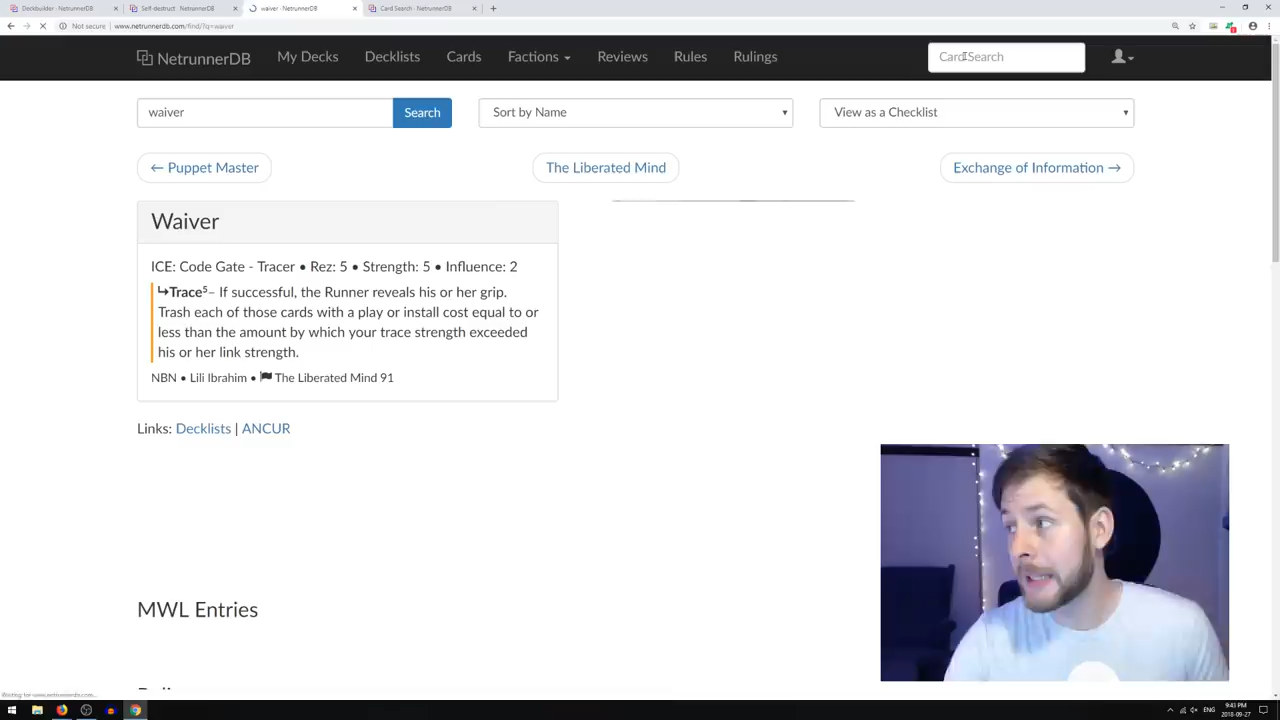 Deckbuilder · NetrunnerDB
Self-destruct · NetrunnerDB
waiver · NetrunnerDB
Card Search · NetrunnerDB
Not secure | www.netrunnerdb.com/find/?q=waiver
NetrunnerDB My Decks Decklists Cards Factions Reviews Rules Rulings Card Search
waiver Search Sort by Name View as a Checklist
← Puppet Master The Liberated Mind Exchange of Information →
Waiver
ICE: Code Gate - Tracer • Rez: 5 • Strength: 5 • Influence: 2
↳Trace⁵– If successful, the Runner reveals his or her grip.
Trash each of those cards with a play or install cost equal to or
less than the amount by which your trace strength exceeded
his or her link strength.
NBN • Lili Ibrahim • The Liberated Mind 91
Links: Decklists | ANCUR
MWL Entries
Waiting for www.netrunnerdb.com...
ENG
9:43 PM
2018-09-27